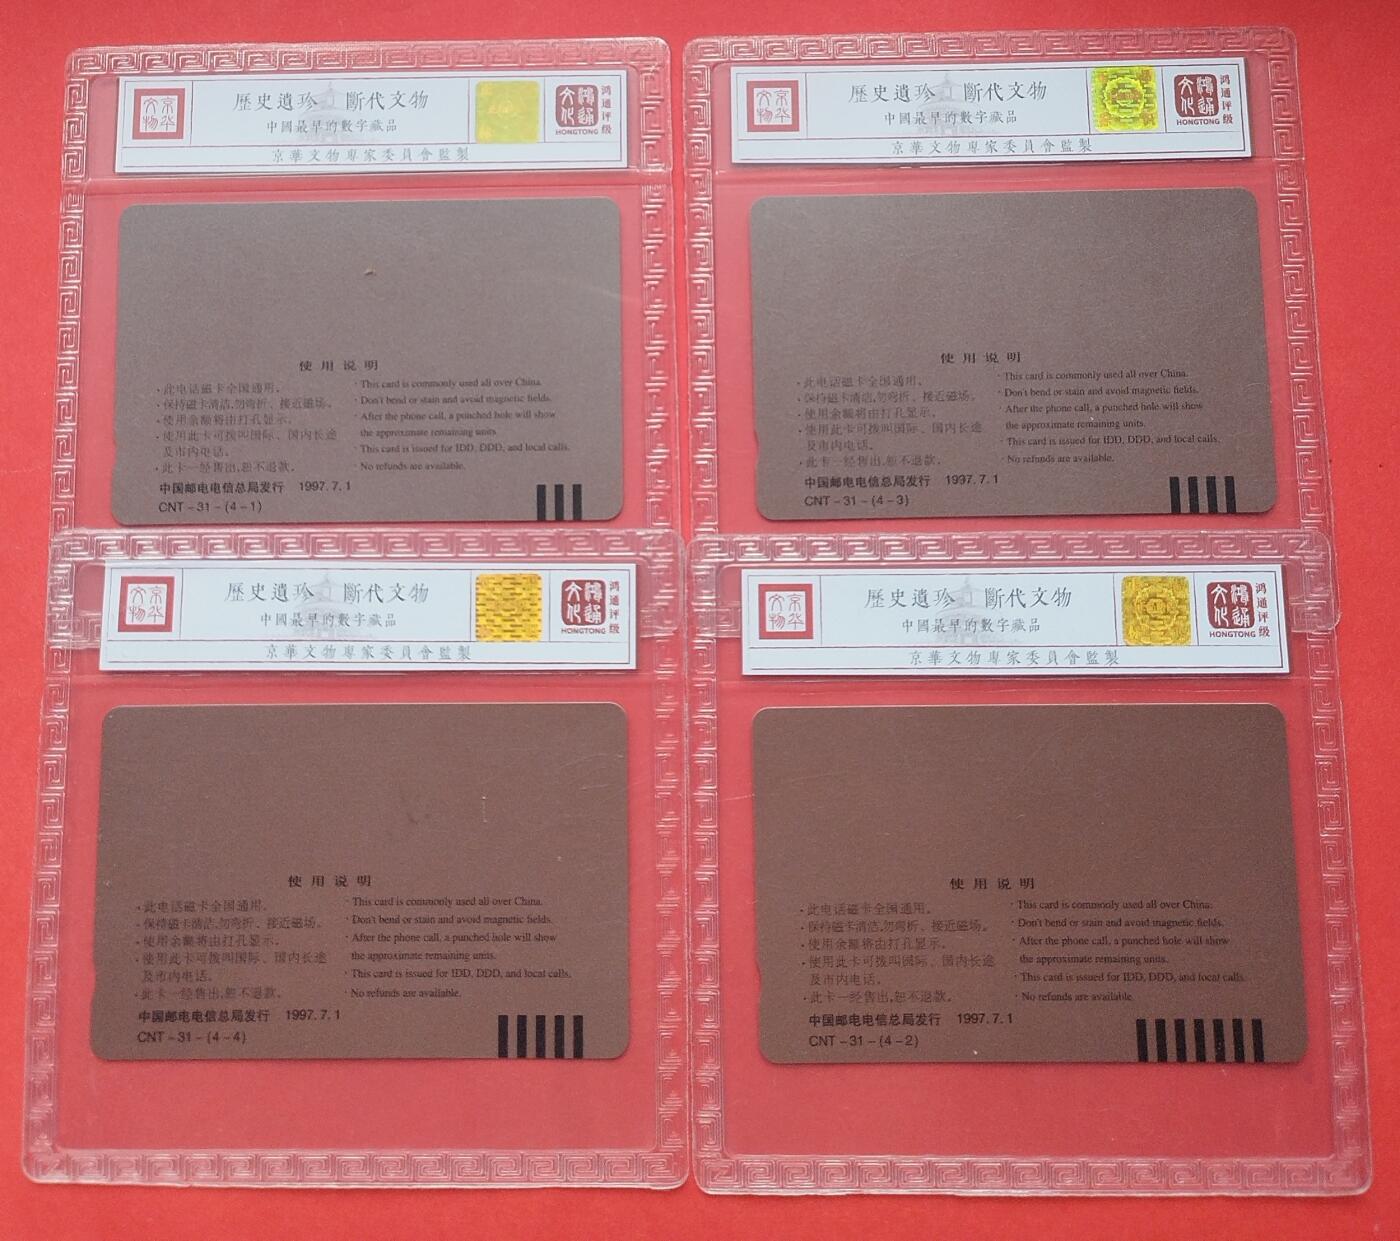 京华
文物
歷史遺珍 斷代文物
中國最早的數字藏品
鴻通
文化
HONGTONG
鸿通评级
京華文物專家委員會監製
使用说明
·此电话磁卡全国通用。
·保持磁卡清洁,勿弯折、接近磁场。
·使用余额将由打孔显示。
·使用此卡可拨叫国际、国内长途
及市内电话。
·此卡一经售出,恕不退款。
· This card is commonly used all over China.
· Don't bend or stain and avoid magnetic fields.
· After the phone call, a punched hole will show
the approximate remaining units.
· This card is issued for IDD, DDD, and local calls.
· No refunds are available.
中国邮电电信总局发行 1997.7.1
CNT-31-(4-1)
京华
文物
歷史遺珍 斷代文物
中國最早的數字藏品
鴻通
文化
HONGTONG
鸿通评级
京華文物專家委員會監製
使用说明
·此电话磁卡全国通用。
·保持磁卡清洁,勿弯折、接近磁场。
·使用余额将由打孔显示。
·使用此卡可拨叫国际、国内长途
及市内电话。
·此卡一经售出,恕不退款。
· This card is commonly used all over China.
· Don't bend or stain and avoid magnetic fields.
· After the phone call, a punched hole will show
the approximate remaining units.
· This card is issued for IDD, DDD, and local calls.
· No refunds are available.
中国邮电电信总局发行 1997.7.1
CNT-31-(4-3)
京华
文物
歷史遺珍 斷代文物
中國最早的數字藏品
鴻通
文化
HONGTONG
鸿通评级
京華文物專家委員會監製
使用说明
·此电话磁卡全国通用。
·保持磁卡清洁,勿弯折、接近磁场。
·使用余额将由打孔显示。
·使用此卡可拨叫国际、国内长途
及市内电话。
·此卡一经售出,恕不退款。
· This card is commonly used all over China.
· Don't bend or stain and avoid magnetic fields.
· After the phone call, a punched hole will show
the approximate remaining units.
· This card is issued for IDD, DDD, and local calls.
· No refunds are available.
中国邮电电信总局发行 1997.7.1
CNT-31-(4-4)
京华
文物
歷史遺珍 斷代文物
中國最早的數字藏品
鴻通
文化
HONGTONG
鸿通评级
京華文物專家委員會監製
使用说明
·此电话磁卡全国通用。
·保持磁卡清洁,勿弯折、接近磁场。
·使用余额将由打孔显示。
·使用此卡可拨叫国际、国内长途
及市内电话。
·此卡一经售出,恕不退款。
· This card is commonly used all over China.
· Don't bend or stain and avoid magnetic fields.
· After the phone call, a punched hole will show
the approximate remaining units.
· This card is issued for IDD, DDD, and local calls.
· No refunds are available.
中国邮电电信总局发行 1997.7.1
CNT-31-(4-2)